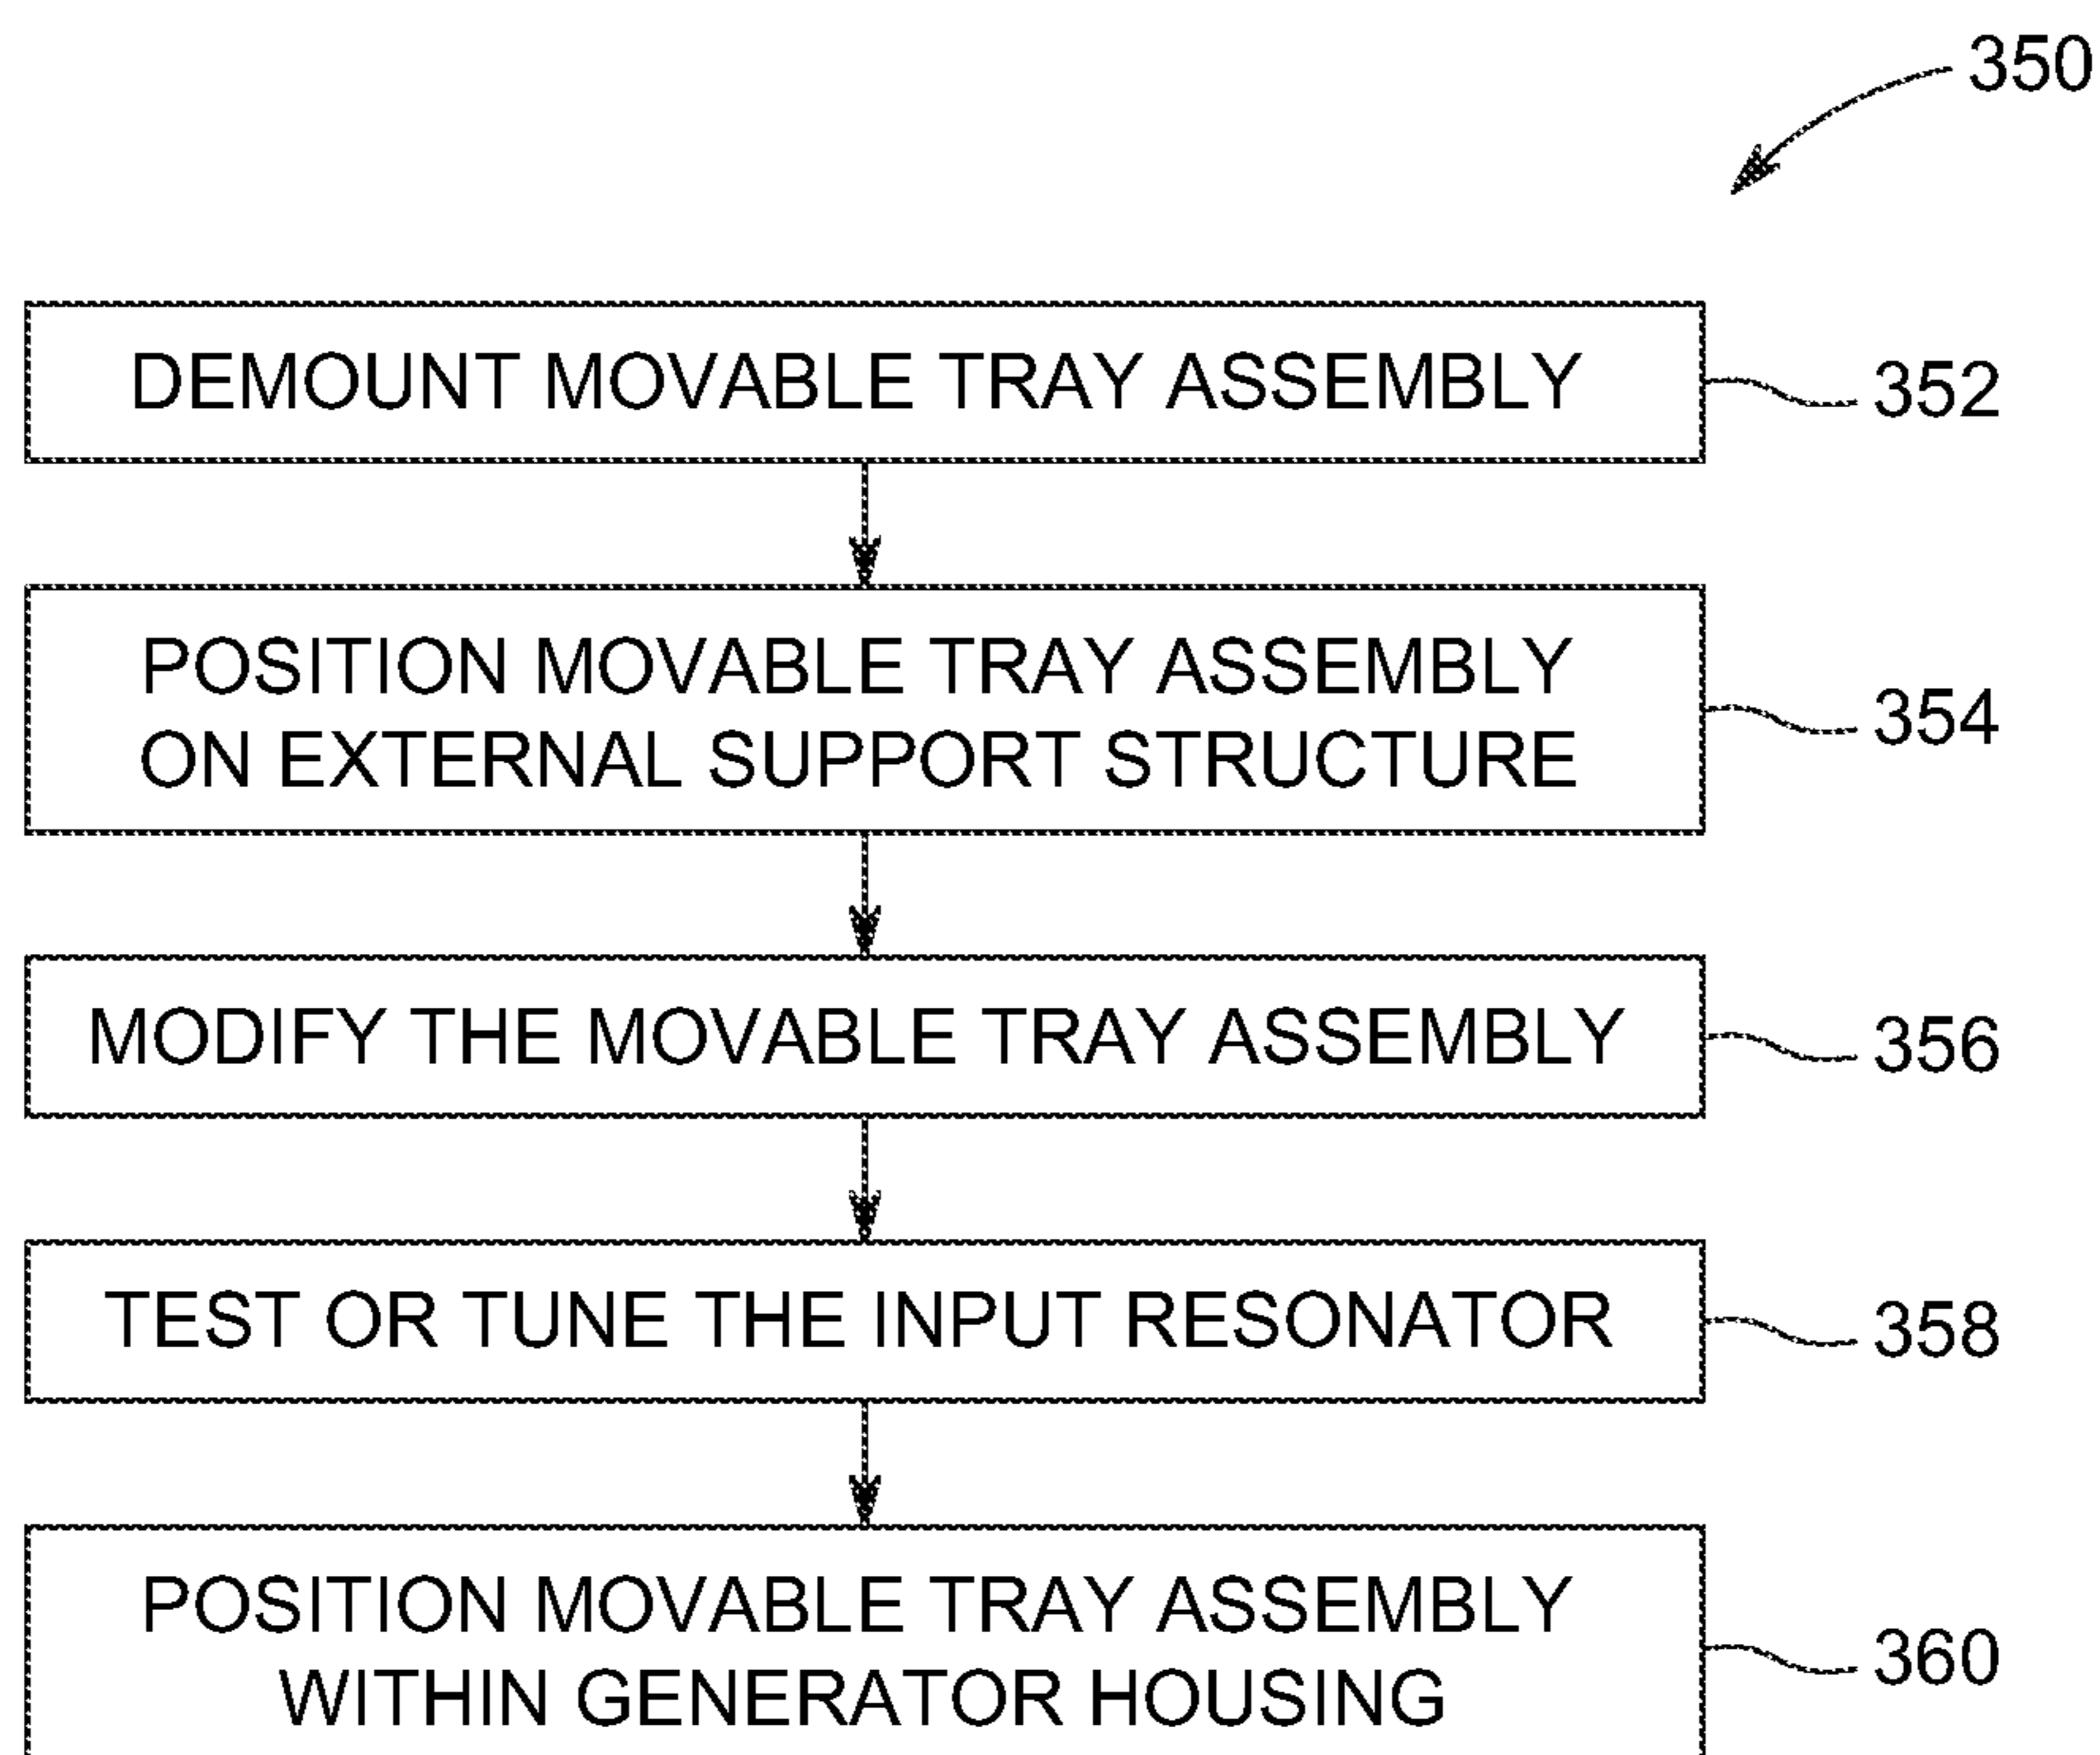 350
DEMOUNT MOVABLE TRAY ASSEMBLY
352
POSITION MOVABLE TRAY ASSEMBLY
ON EXTERNAL SUPPORT STRUCTURE
354
MODIFY THE MOVABLE TRAY ASSEMBLY
356
TEST OR TUNE THE INPUT RESONATOR
358
POSITION MOVABLE TRAY ASSEMBLY
WITHIN GENERATOR HOUSING
360